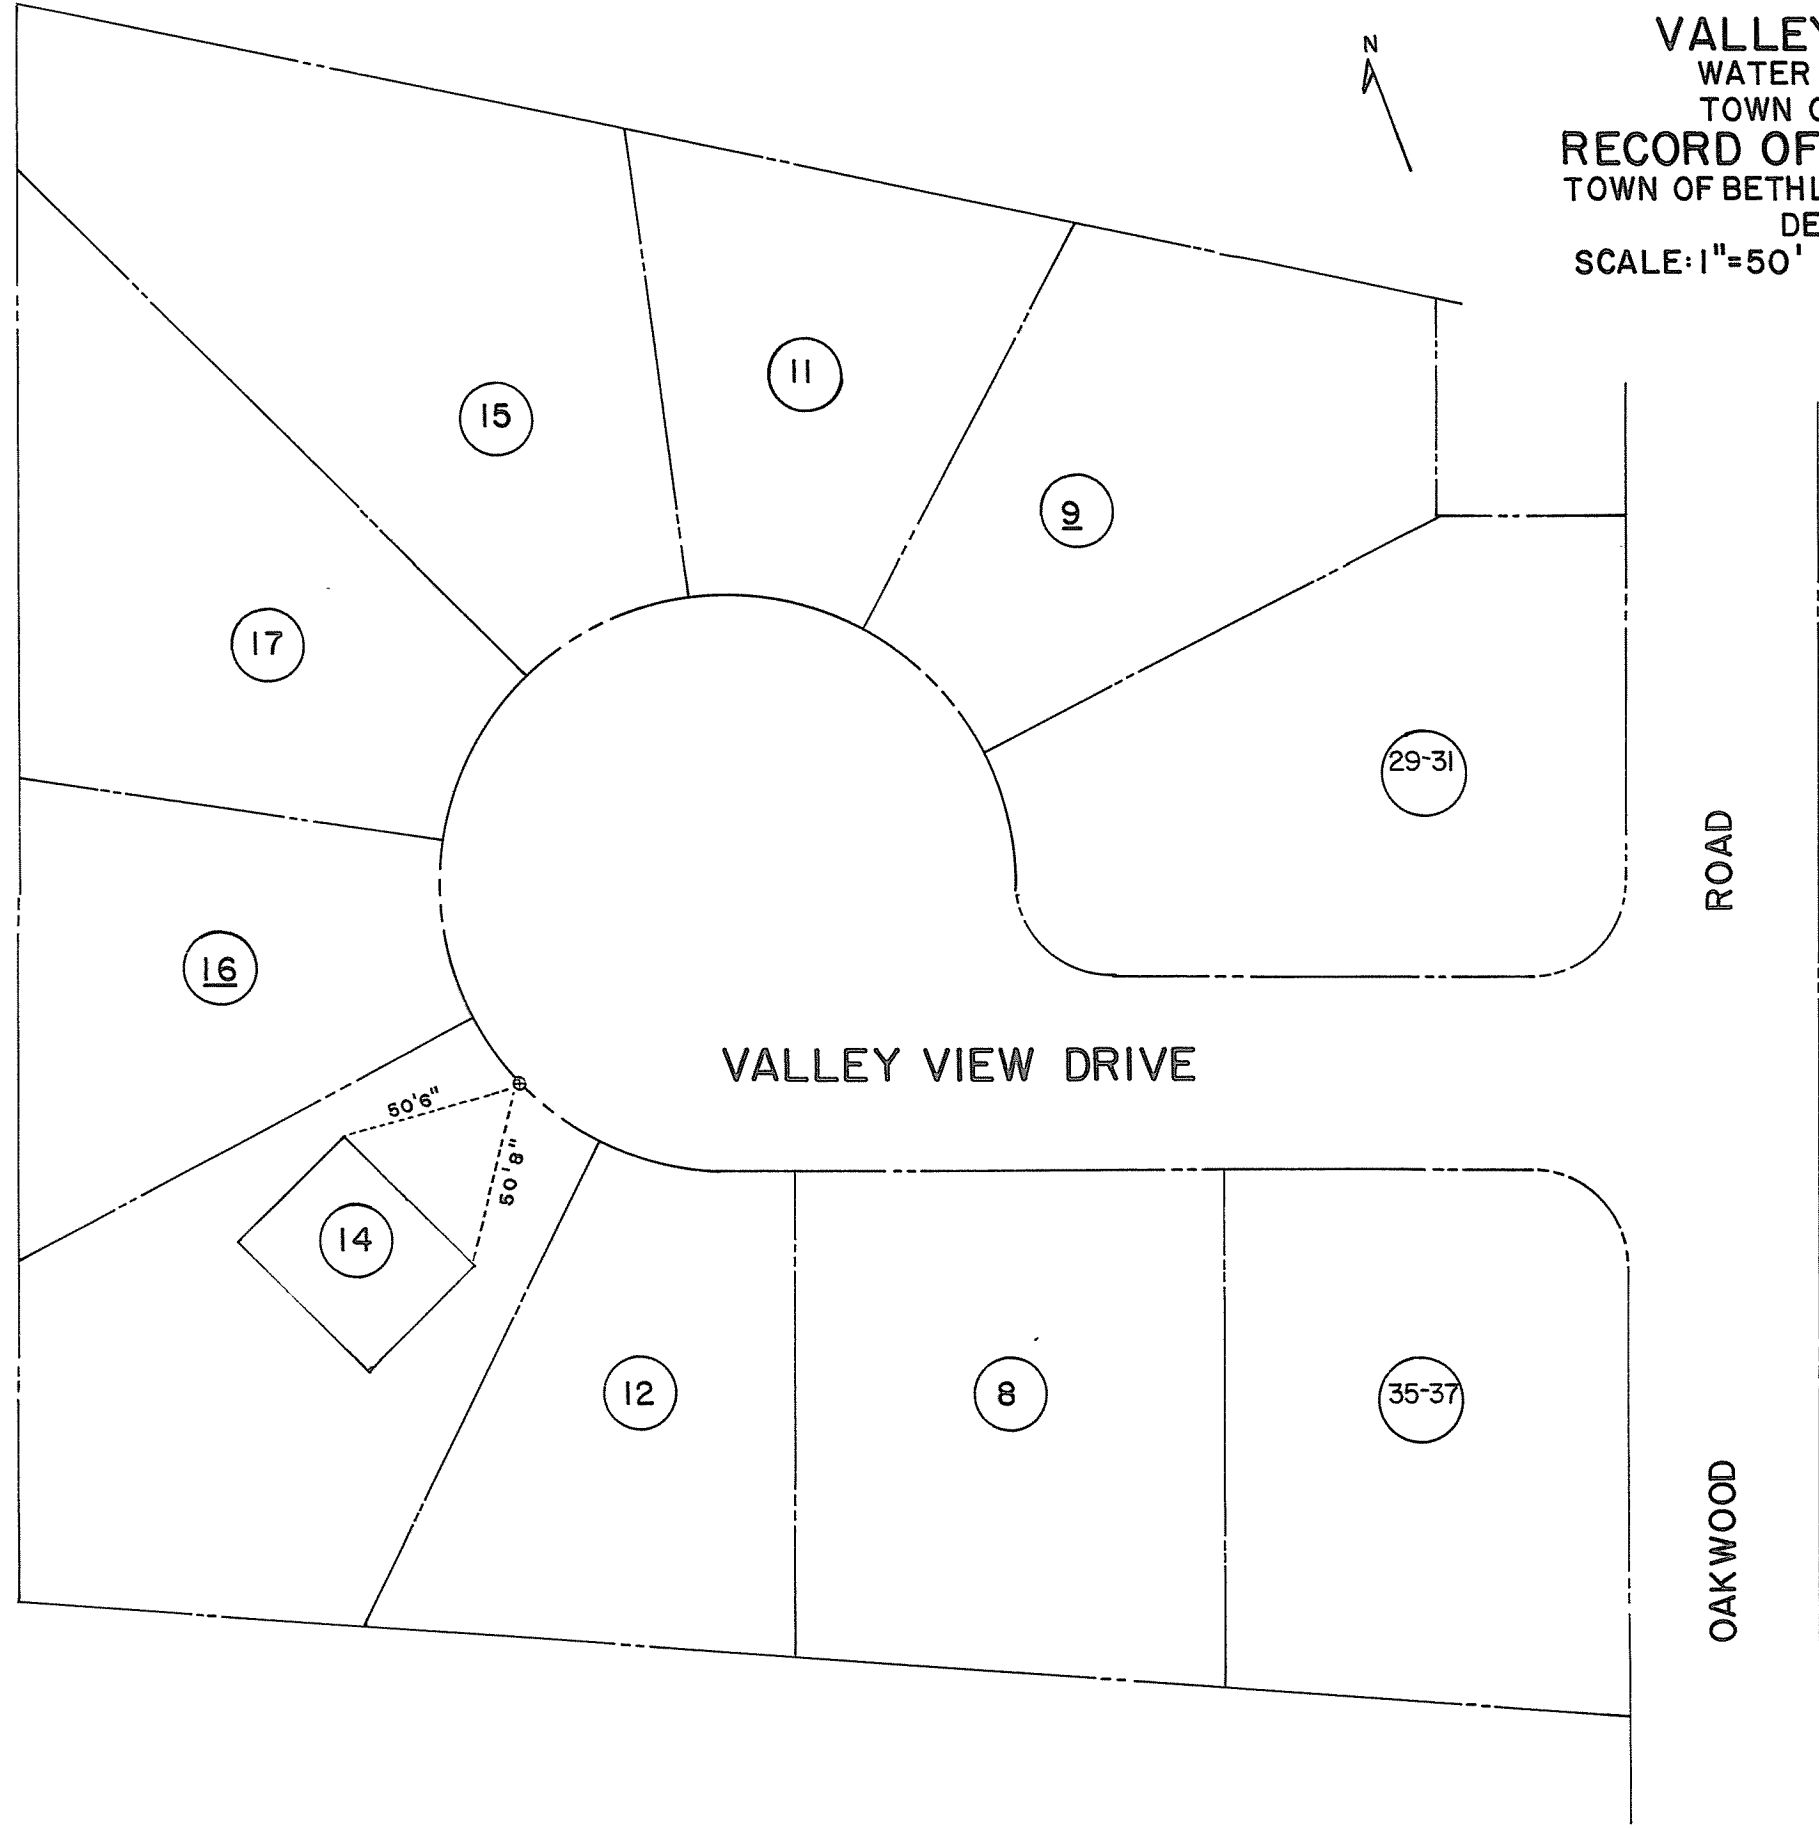 N
VALLEY
WATER
TOWN
RECORD OF
TOWN OF BETHL
DE
SCALE: 1"=50'
11
15
9
17
29-31
ROAD
16
VALLEY VIEW DRIVE
50'6"
50'8"
14
12
8
35-37
OAKWOOD